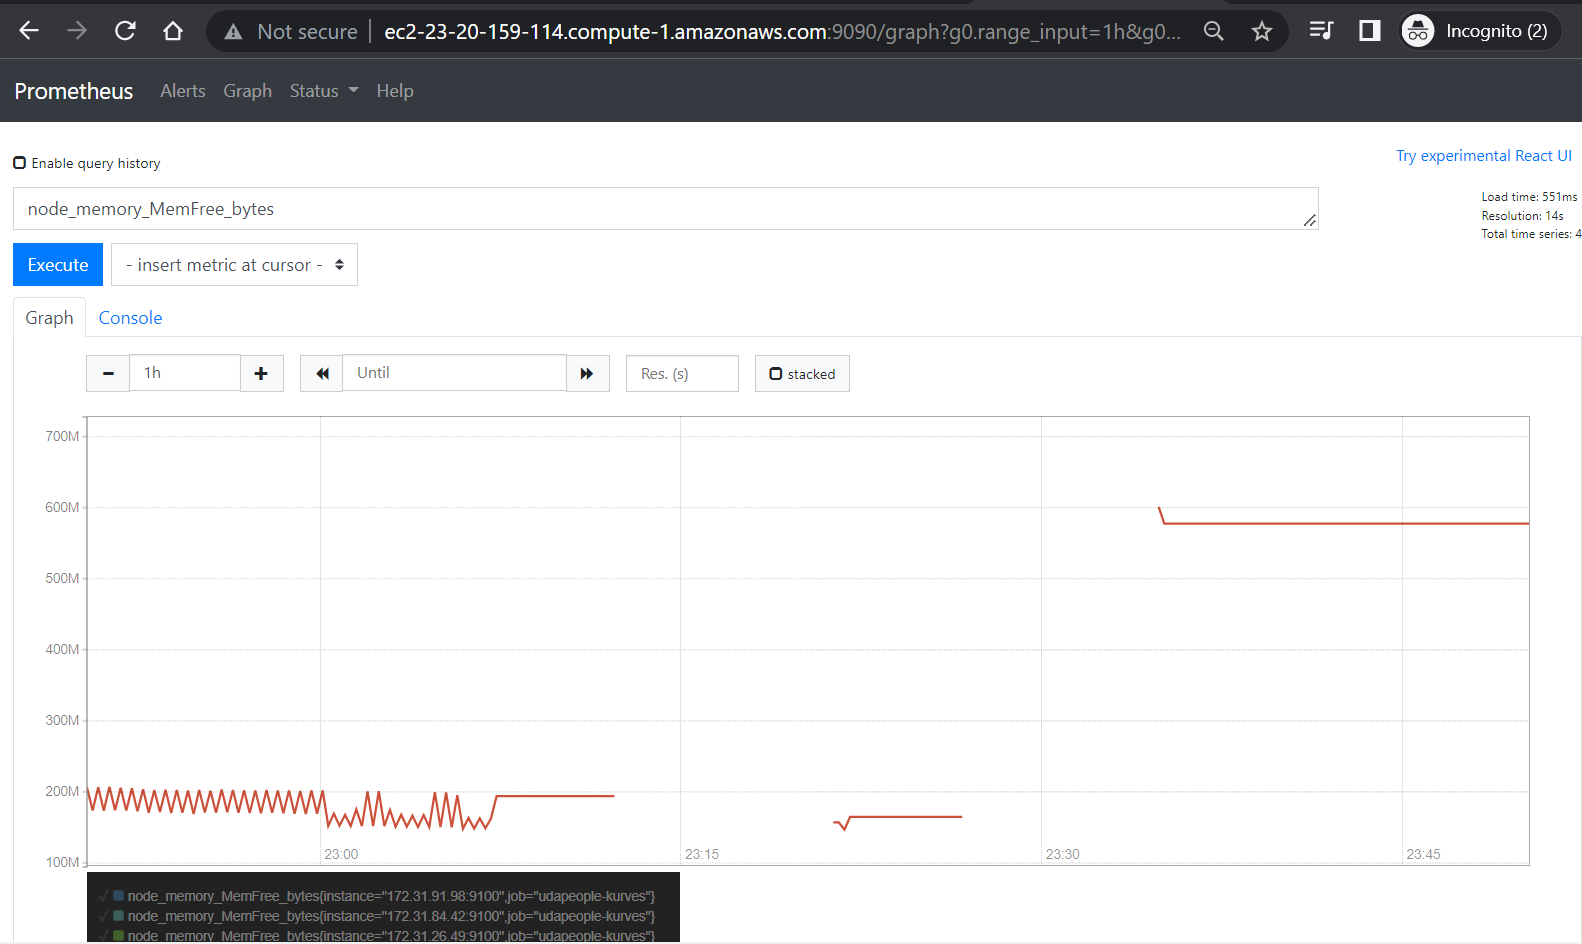 Not secure | ec2-23-20-159-114.compute-1.amazonaws.com:9090/graph?g0.range_input=1h&g0... Incognito (2)
Prometheus Alerts Graph Status Help
Enable query history
Try experimental React UI
node_memory_MemFree_bytes
Load time: 551ms
Resolution: 14s
Total time series: 4
Execute - insert metric at cursor -
Graph Console
− 1h + Until Res. (s) stacked
700M
600M
500M
400M
300M
200M
100M
23:00 23:15 23:30 23:45
✓ node_memory_MemFree_bytes{instance="172.31.91.98:9100",job="udapeople-kurves"}
✓ node_memory_MemFree_bytes{instance="172.31.84.42:9100",job="udapeople-kurves"}
✓ node_memory_MemFree_bytes{instance="172.31.26.49:9100",job="udapeople-kurves"}